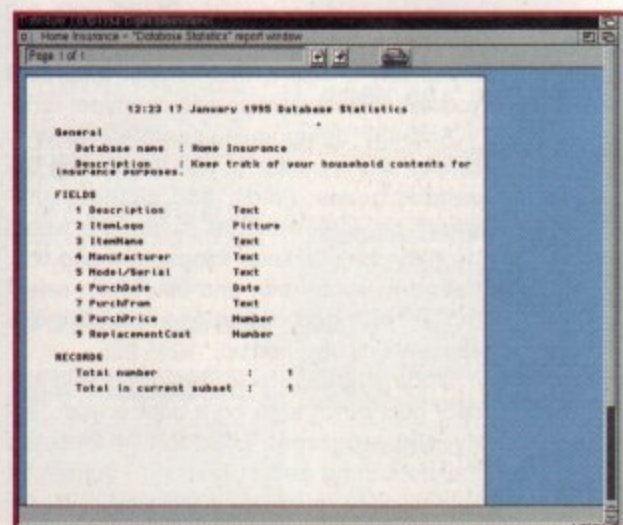 Home Insurance - "Database Statistics" report window
Page 1 of 1
12:23 17 January 1995 Database Statistics
General
Database name : Home Insurance
Description : Keep track of your household contents for
insurance purposes.
FIELDS
1 Description Text
2 ItemLogo Picture
3 ItemName Text
4 Manufacturer Text
5 Model/Serial Text
6 PurchDate Date
7 PurchFrom Text
8 PurchPrice Number
9 ReplacementCost Number
RECORDS
Total number : 1
Total in current subset : 1